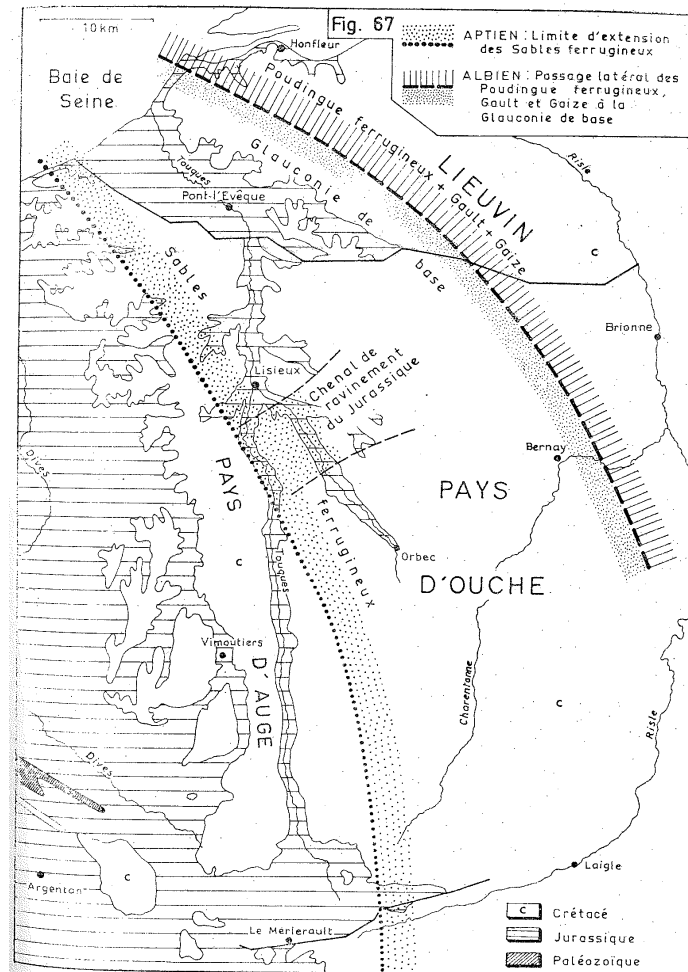 10km
Fig. 67
APTIEN : Limite d'extension
des Sables ferrugineux
ALBIEN : Passage latéral des
Poudingue ferrugineux,
Gault et Gaize à la
Glauconie de base
Honfleur
Baie de
Seine
Poudingue ferrugineux + Gault + Gaize
LIEUVIN
Risle
Glauconie de base
Touques
Pont-l'Evêque
c
Sables
Brionne
Lisieux
Chenal de
ravinement
du Jurassique
Dives
PAYS
Bernay
PAYS
ferrugineux
Orbec
c
Touques
D'OUCHE
Vimoutiers
D'AUGE
Charentonne
c
Risle
Dives
Laigle
Argentan
c
Le Merlerault
c Crétacé
Jurassique
Paléozoïque